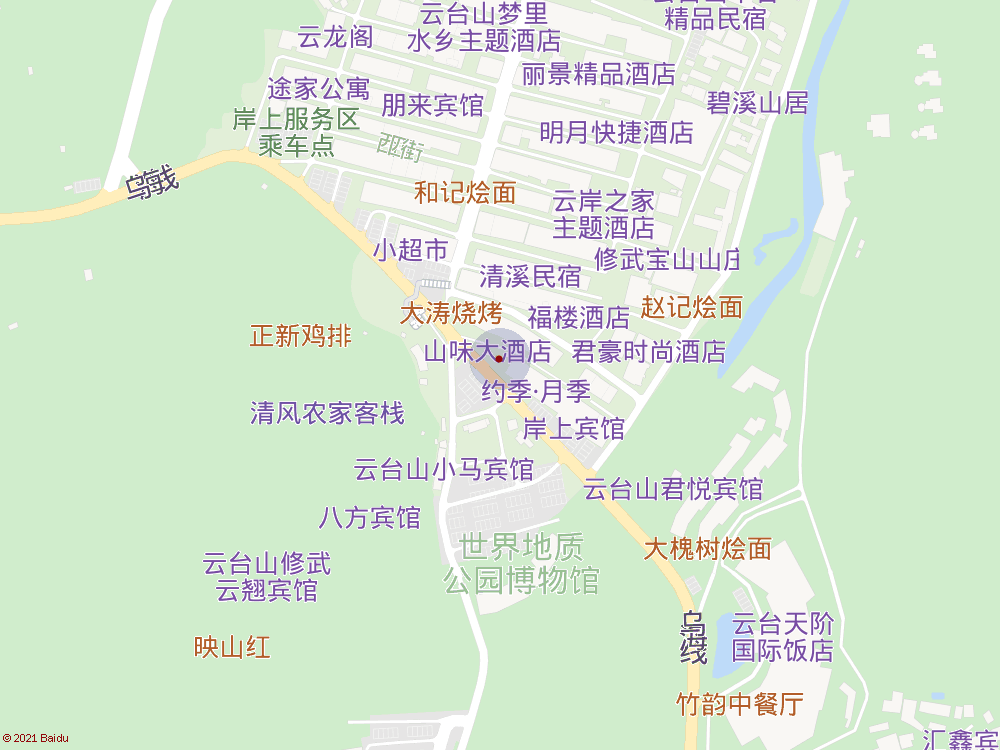 精品民宿
云台山梦里
水乡主题酒店
云龙阁
丽景精品酒店
途家公寓
朋来宾馆
碧溪山居
岸上服务区
乘车点
明月快捷酒店
西街
和记烩面
云岸之家
主题酒店
小超市
修武宝山山庄
清溪民宿
大涛烧烤
福楼酒店
赵记烩面
正新鸡排
山味大酒店
君豪时尚酒店
约季·月季
清风农家客栈
岸上宾馆
云台山小马宾馆
云台山君悦宾馆
八方宾馆
世界地质
公园博物馆
大槐树烩面
云台山修武
云翘宾馆
乌海线
云台天阶
国际饭店
映山红
竹韵中餐厅
汇鑫宾
© 2021 Baidu